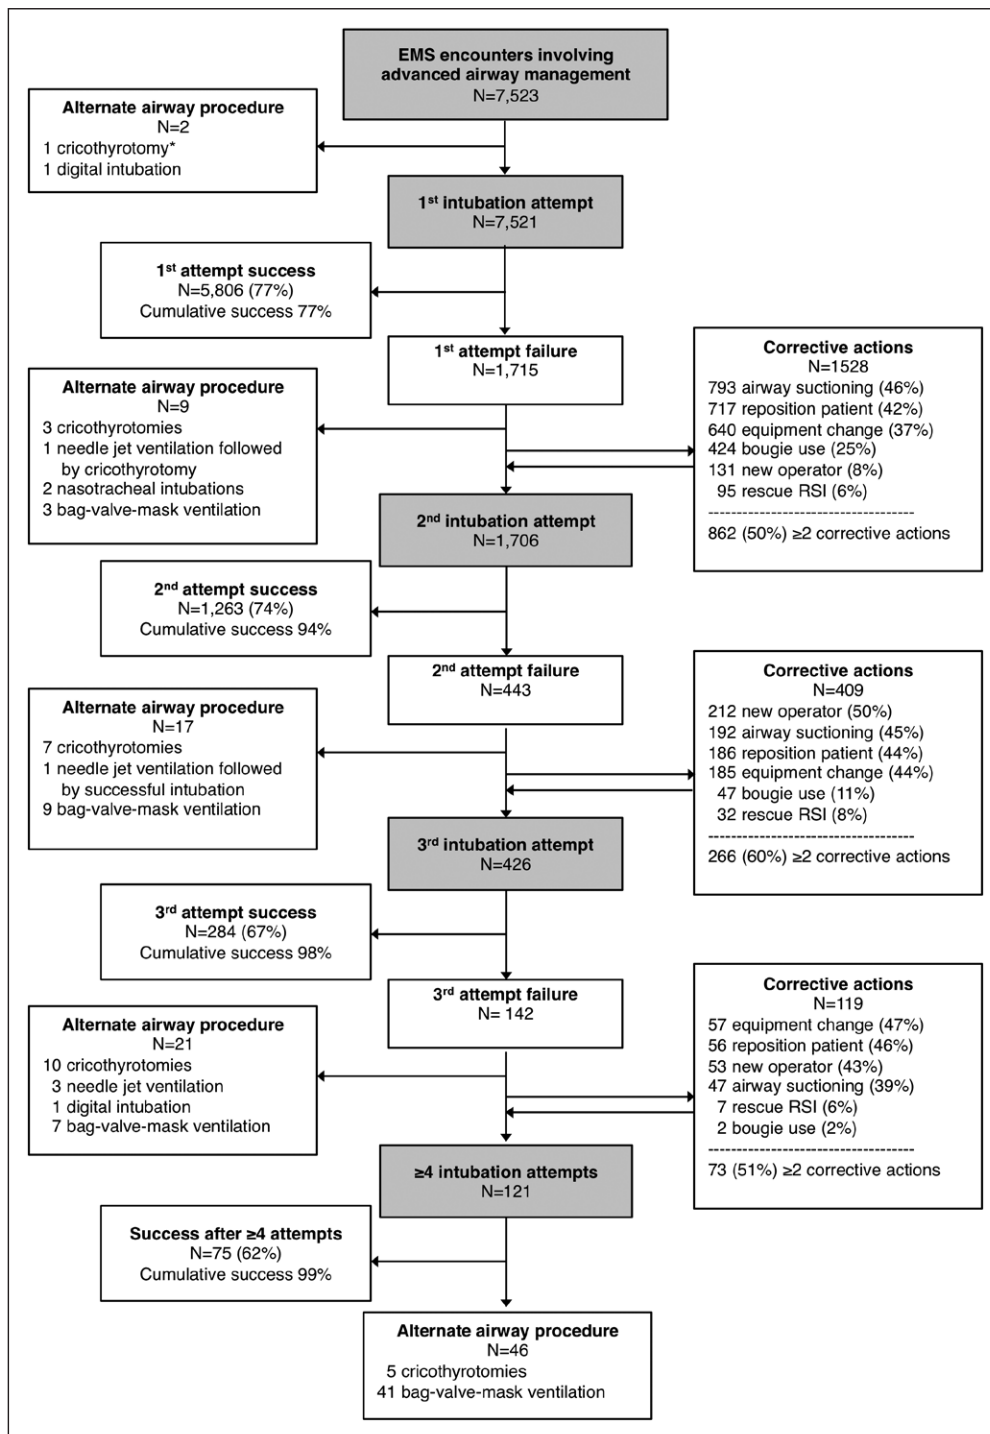 EMS encounters involving
advanced airway management
N=7,523
Alternate airway procedure
N=2
1 cricothyrotomy*
1 digital intubation
1st intubation attempt
N=7,521
1st attempt success
N=5,806 (77%)
Cumulative success 77%
1st attempt failure
N=1,715
Corrective actions
N=1528
793 airway suctioning (46%)
717 reposition patient (42%)
640 equipment change (37%)
424 bougie use (25%)
131 new operator (8%)
95 rescue RSI (6%)
------------------------------------
862 (50%) ≥2 corrective actions
Alternate airway procedure
N=9
3 cricothyrotomies
1 needle jet ventilation followed
by cricothyrotomy
2 nasotracheal intubations
3 bag-valve-mask ventilation
2nd intubation attempt
N=1,706
2nd attempt success
N=1,263 (74%)
Cumulative success 94%
2nd attempt failure
N=443
Corrective actions
N=409
212 new operator (50%)
192 airway suctioning (45%)
186 reposition patient (44%)
185 equipment change (44%)
47 bougie use (11%)
32 rescue RSI (8%)
------------------------------------
266 (60%) ≥2 corrective actions
Alternate airway procedure
N=17
7 cricothyrotomies
1 needle jet ventilation followed
by successful intubation
9 bag-valve-mask ventilation
3rd intubation attempt
N=426
3rd attempt success
N=284 (67%)
Cumulative success 98%
3rd attempt failure
N= 142
Corrective actions
N=119
57 equipment change (47%)
56 reposition patient (46%)
53 new operator (43%)
47 airway suctioning (39%)
7 rescue RSI (6%)
2 bougie use (2%)
------------------------------------
73 (51%) ≥2 corrective actions
Alternate airway procedure
N=21
10 cricothyrotomies
3 needle jet ventilation
1 digital intubation
7 bag-valve-mask ventilation
≥4 intubation attempts
N=121
Success after ≥4 attempts
N=75 (62%)
Cumulative success 99%
Alternate airway procedure
N=46
5 cricothyrotomies
41 bag-valve-mask ventilation